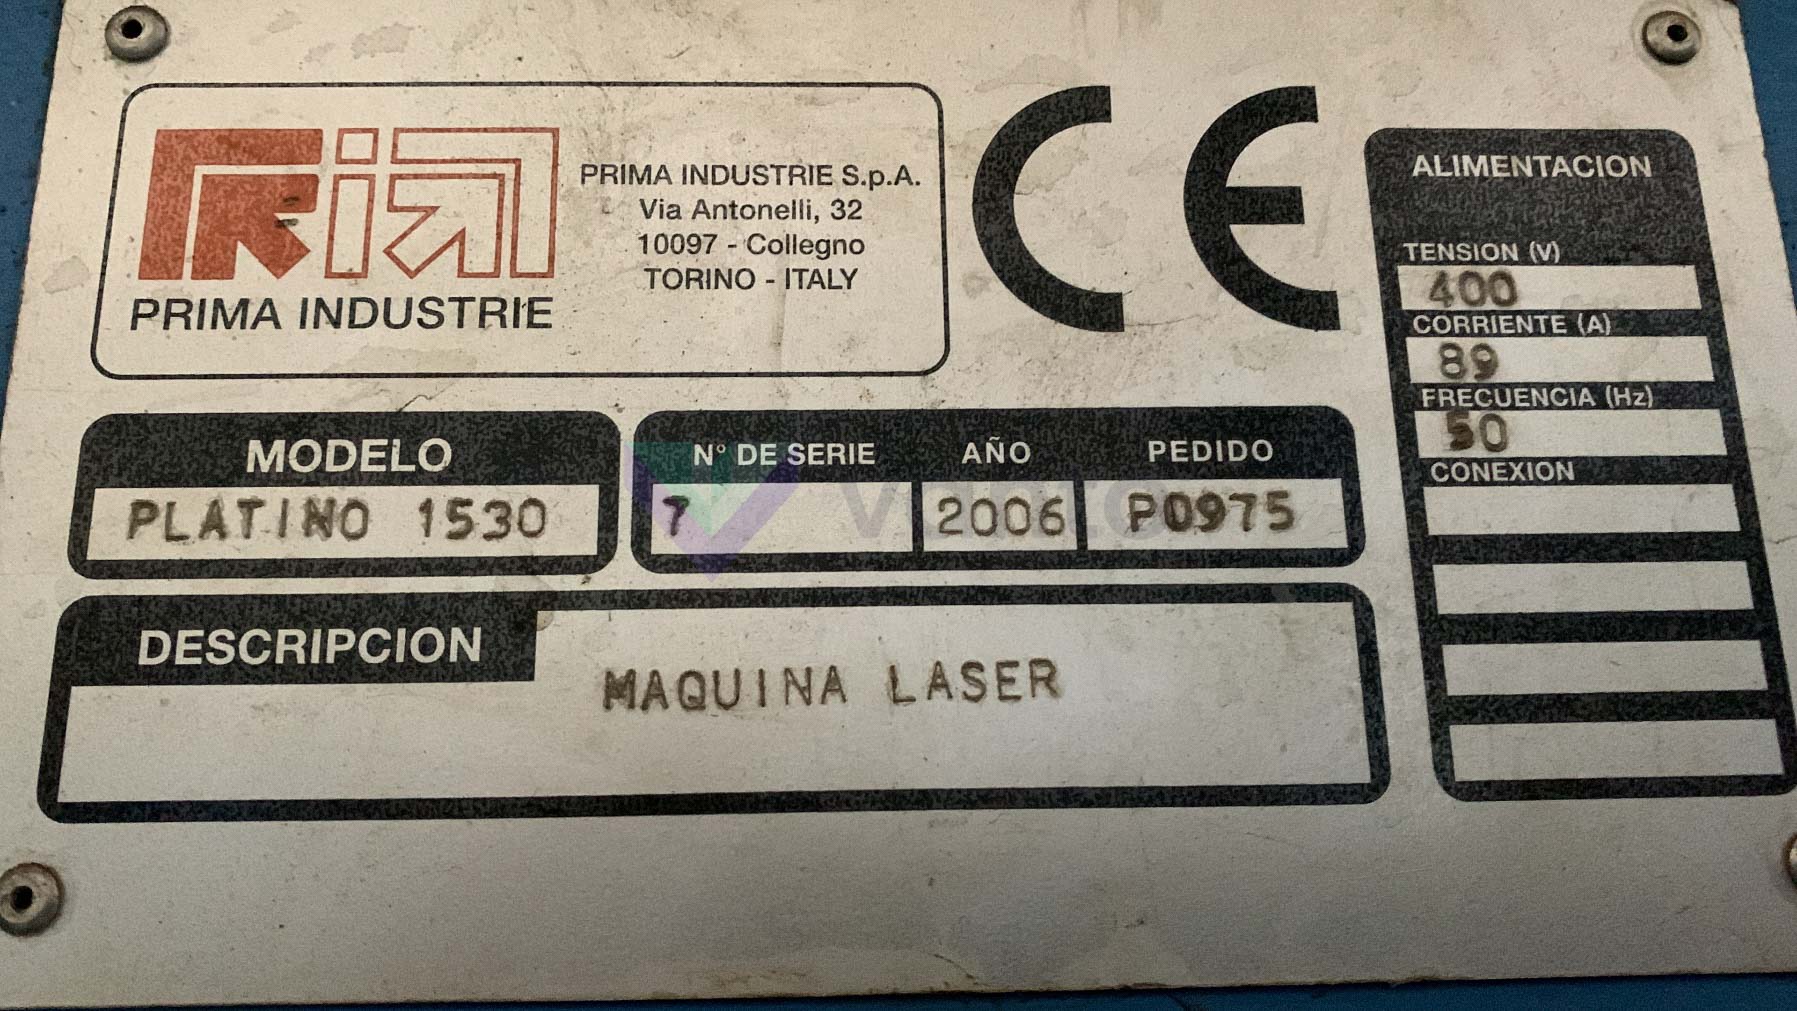 PRIMA INDUSTRIE
PRIMA INDUSTRIE S.p.A.
Via Antonelli, 32
10097 - Collegno
TORINO - ITALY
CE
MODELO
PLATINO 1530
N° DE SERIE AÑO PEDIDO
7 2006 P0975
DESCRIPCION
MAQUINA LASER
ALIMENTACION
TENSION (V)
400
CORRIENTE (A)
89
FRECUENCIA (Hz)
50
CONEXION